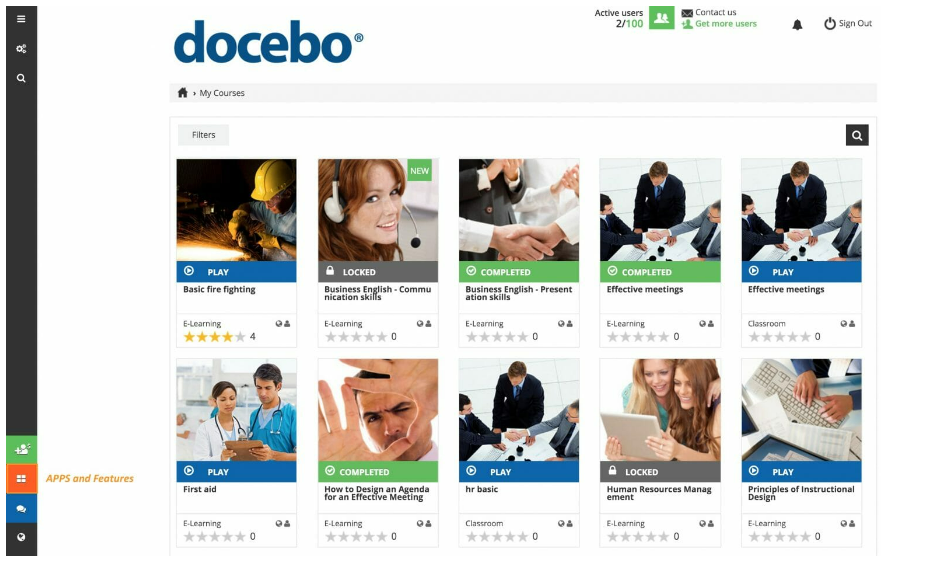 Active users
2/100
Contact us
Get more users
Sign Out
docebo®
› My Courses
Filters
PLAY
Basic fire fighting
E-Learning
4
NEW
LOCKED
Business English - Commu
nication skills
E-Learning
0
COMPLETED
Business English - Present
ation skills
E-Learning
0
COMPLETED
Effective meetings
E-Learning
0
PLAY
Effective meetings
Classroom
0
PLAY
First aid
E-Learning
0
COMPLETED
How to Design an Agenda
for an Effective Meeting
E-Learning
0
PLAY
hr basic
Classroom
0
LOCKED
Human Resources Manag
ement
E-Learning
0
PLAY
Principles of Instructional
Design
E-Learning
0
APPS and Features